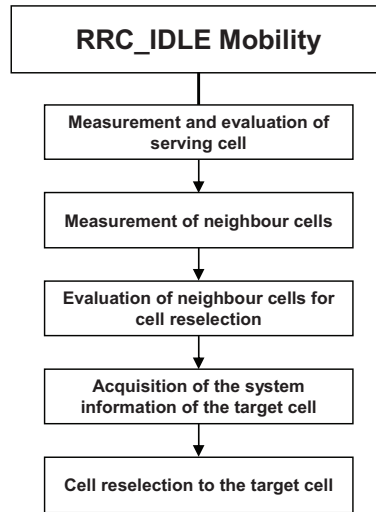 RRC_IDLE Mobility
Measurement and evaluation of
serving cell
Measurement of neighbour cells
Evaluation of neighbour cells for
cell reselection
Acquisition of the system
information of the target cell
Cell reselection to the target cell